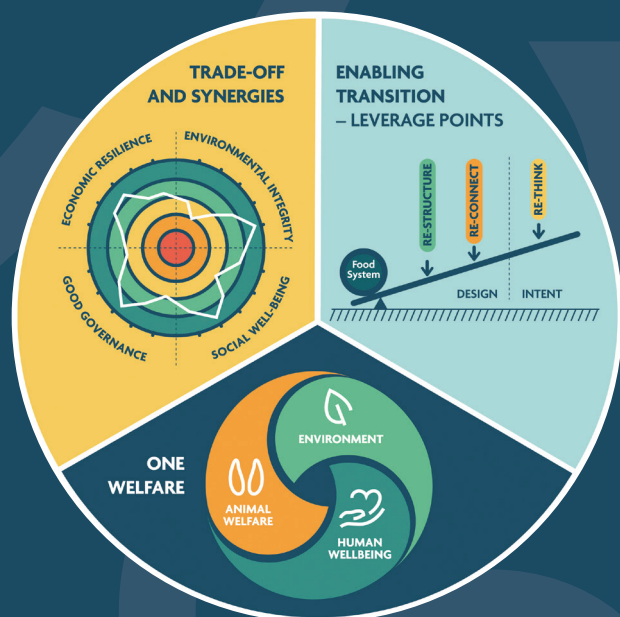 TRADE-OFF
AND SYNERGIES
ECONOMIC RESILIENCE
ENVIRONMENTAL INTEGRITY
GOOD GOVERNANCE
SOCIAL WELL-BEING
ENABLING
TRANSITION
– LEVERAGE POINTS
RE-STRUCTURE
RE-CONNECT
RE-THINK
Food
System
DESIGN
INTENT
ONE
WELFARE
ENVIRONMENT
ANIMAL
WELFARE
HUMAN
WELLBEING